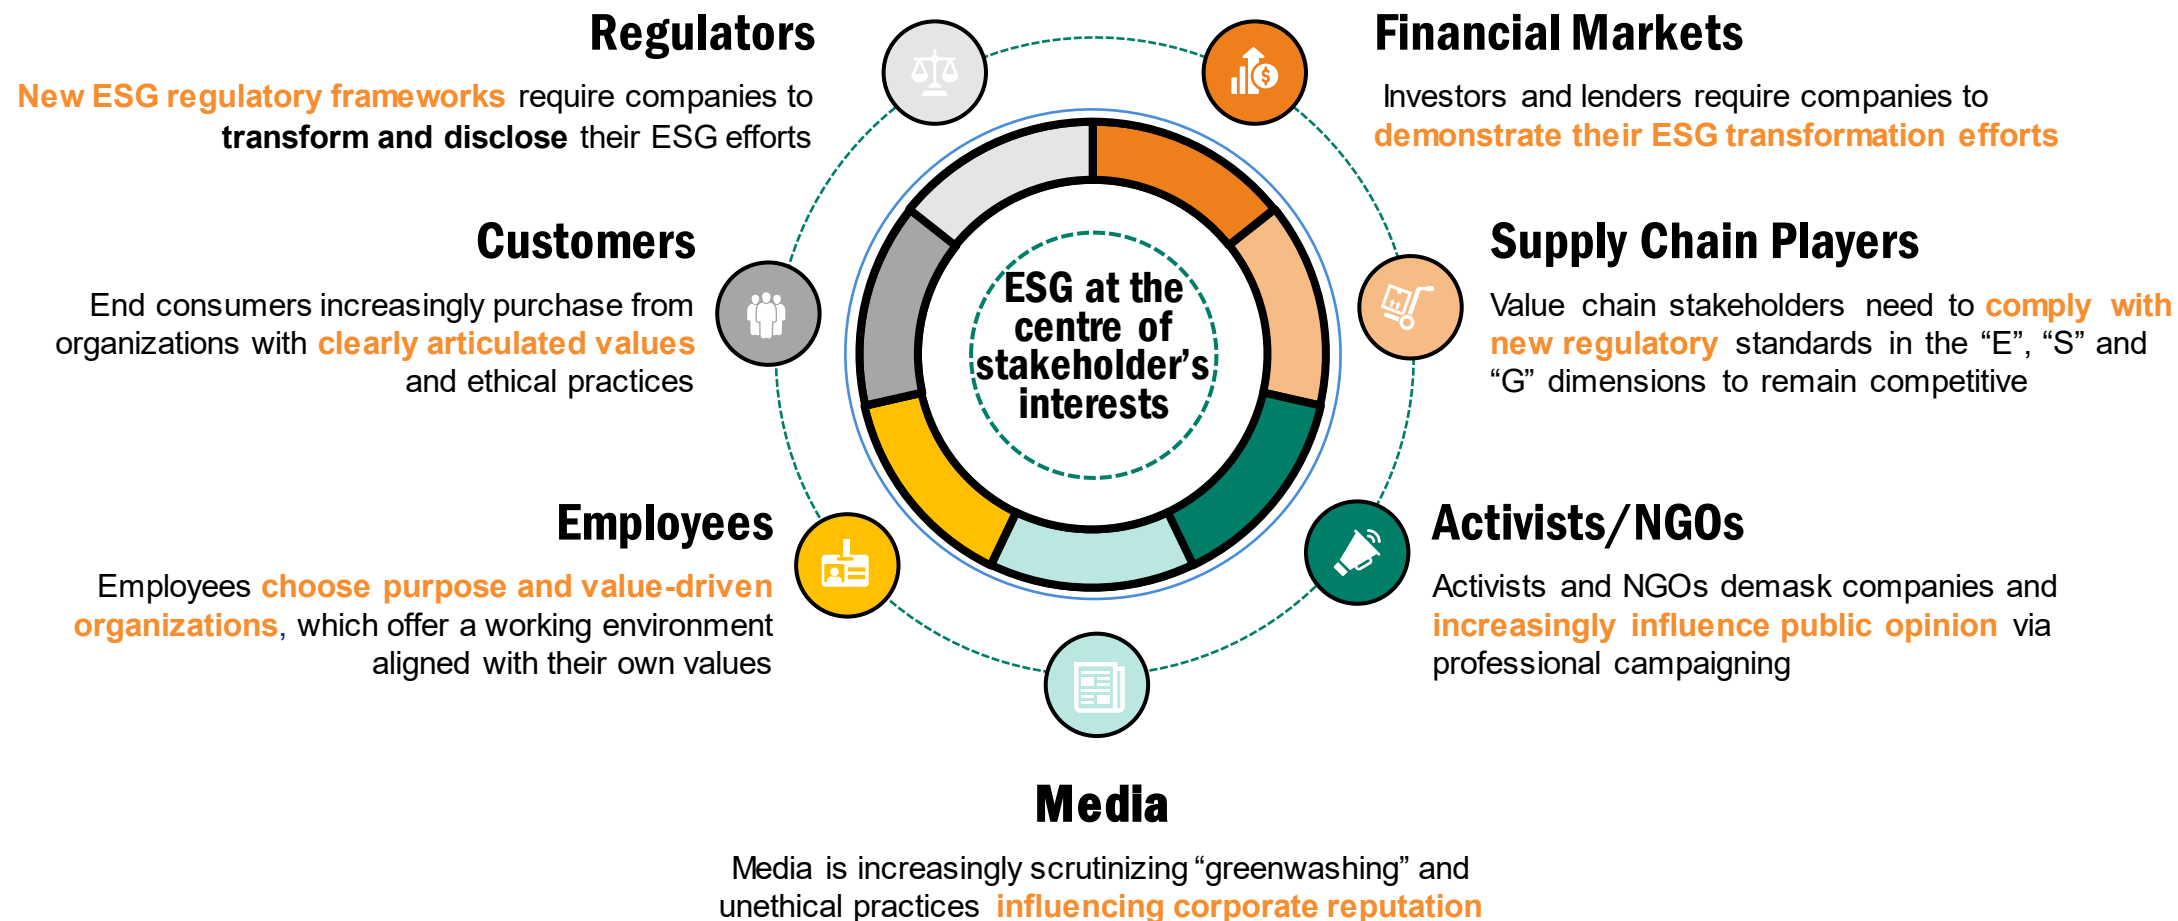 Regulators
New ESG regulatory frameworks require companies to
transform and disclose their ESG efforts
Financial Markets
Investors and lenders require companies to
demonstrate their ESG transformation efforts
Customers
End consumers increasingly purchase from
organizations with clearly articulated values
and ethical practices
ESG at the
centre of
stakeholder's
interests
Supply Chain Players
Value chain stakeholders need to comply with
new regulatory standards in the “E”, “S” and
“G” dimensions to remain competitive
Employees
Employees choose purpose and value-driven
organizations, which offer a working environment
aligned with their own values
Activists/NGOs
Activists and NGOs demask companies and
increasingly influence public opinion via
professional campaigning
Media
Media is increasingly scrutinizing “greenwashing” and
unethical practices influencing corporate reputation
$